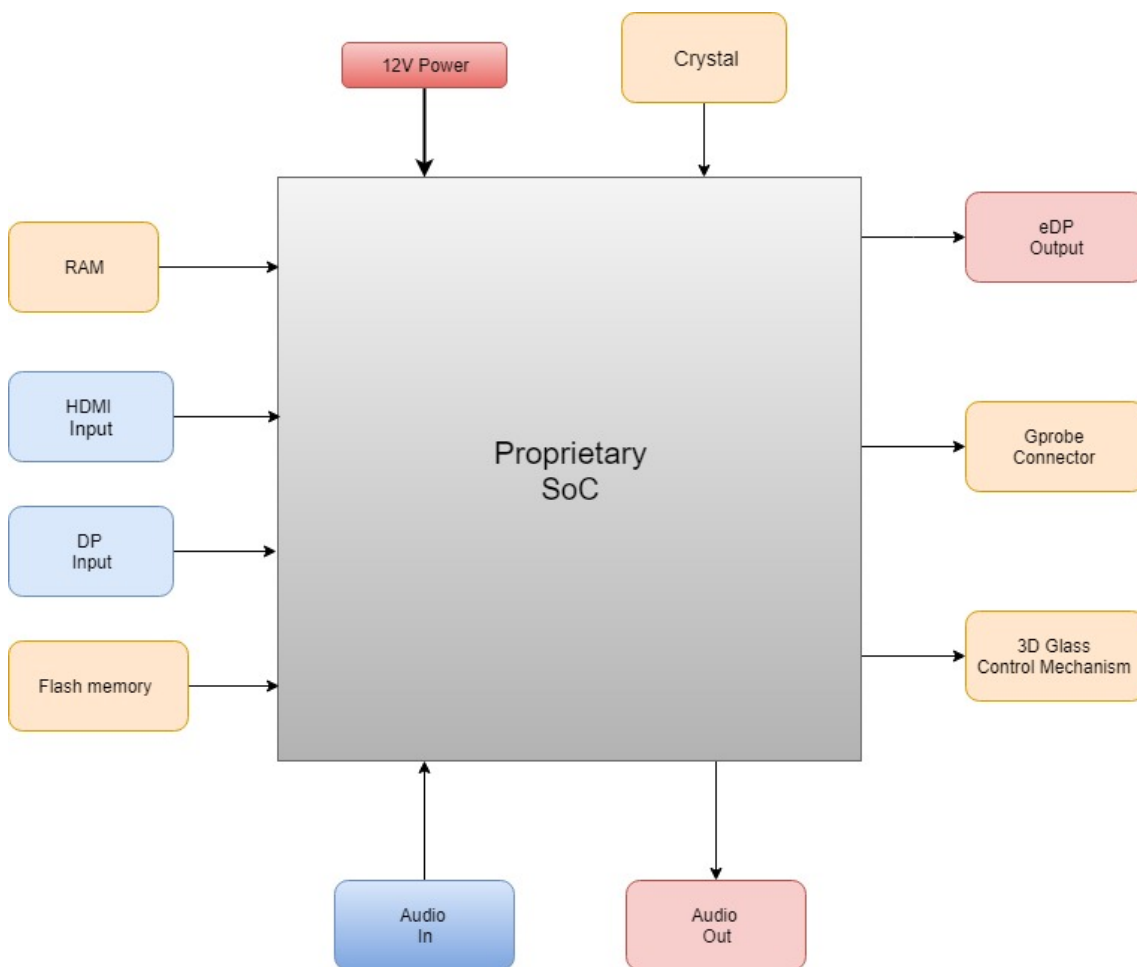 12V Power
Crystal
RAM
eDP
Output
HDMI
Input
Proprietary
SoC
Gprobe
Connector
DP
Input
Flash memory
3D Glass
Control Mechanism
Audio
In
Audio
Out